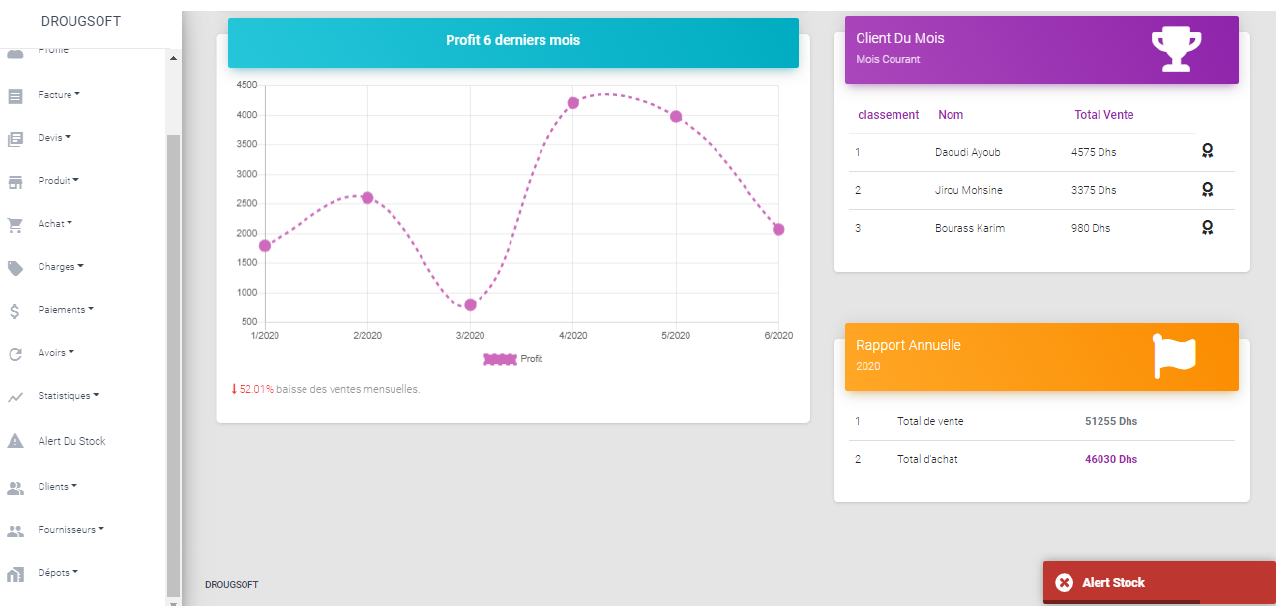 DROUGSOFT
Profile
Facture
Devis
Produit
Achat
Charges
Paiements
Avoirs
Statistiques
Alert Du Stock
Clients
Fournisseurs
Dépots
Profit 6 derniers mois
4500
4000
3500
3000
2500
2000
1500
1000
500
1/2020 2/2020 3/2020 4/2020 5/2020 6/2020
Profit
52.01% baisse des ventes mensuelles.
Client Du Mois
Mois Courant
classement Nom Total Vente
1 Daoudi Ayoub 4575 Dhs
2 Jirou Mohsine 3375 Dhs
3 Bourass Karim 980 Dhs
Rapport Annuelle
2020
1 Total de vente 51255 Dhs
2 Total d'achat 46030 Dhs
DROUGSOFT
Alert Stock